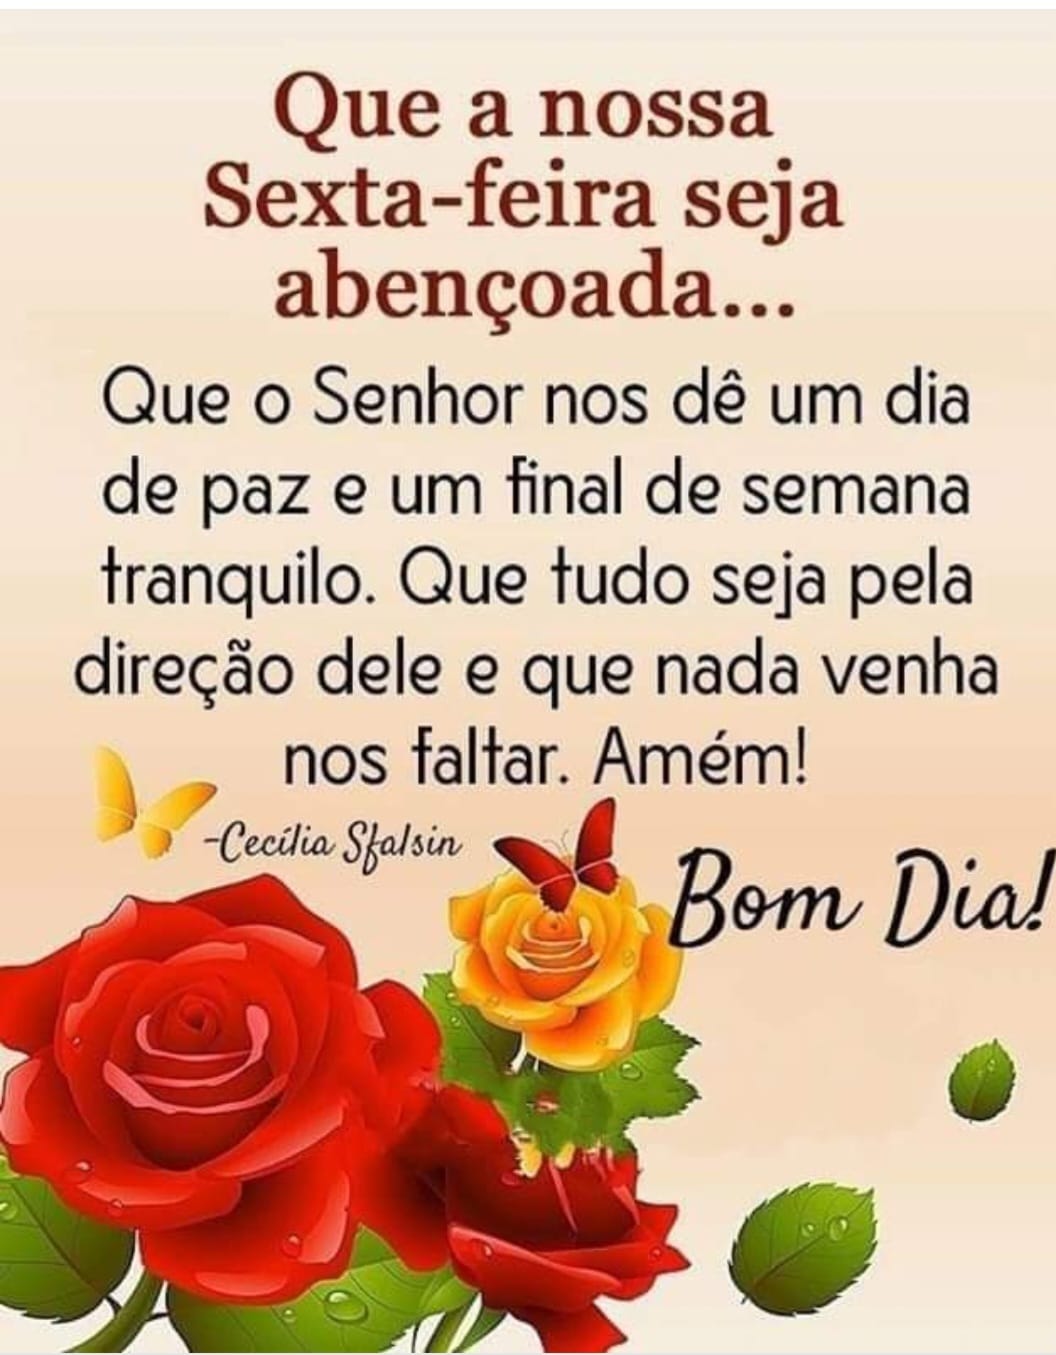 Que a nossa
Sexta-feira seja
abençoada...
Que o Senhor nos dê um dia
de paz e um final de semana
tranquilo. Que tudo seja pela
direção dele e que nada venha
nos faltar. Amém!
-Cecília Sfalsin
Bom Dia!